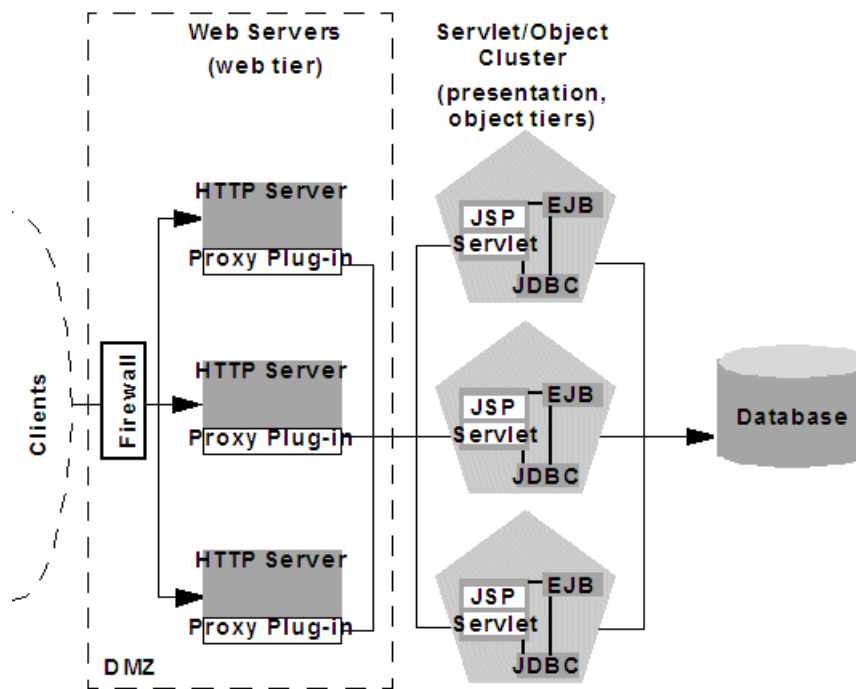 Web Servers
(web tier)
Servlet/Object
Cluster
(presentation,
object tiers)
Clients
Firewall
HTTP Server
Proxy Plug-in
HTTP Server
Proxy Plug-in
HTTP Server
Proxy Plug-in
DMZ
JSP
Servlet
EJB
JDBC
JSP
Servlet
EJB
JDBC
JSP
Servlet
EJB
JDBC
Database